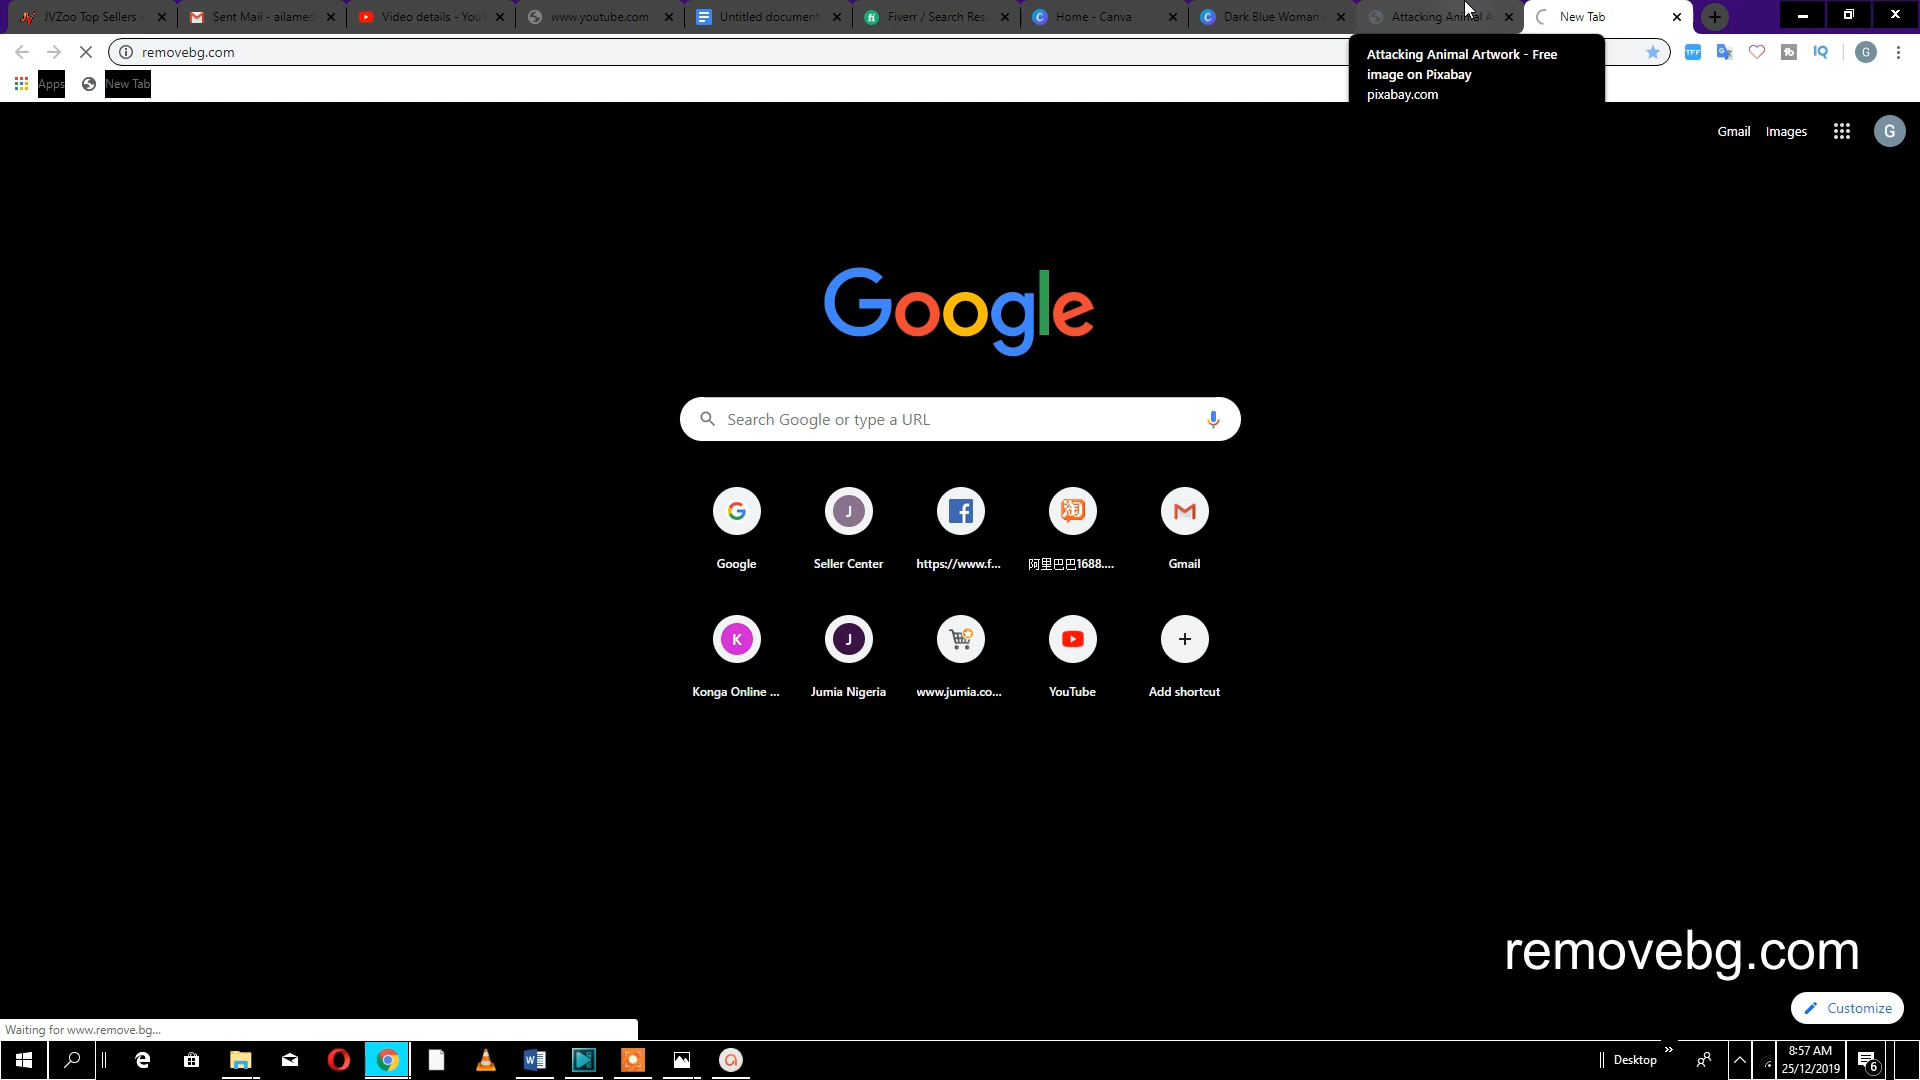 JVZoo Top Sellers -
Sent Mail - ailamed
Video details - YouT
www.youtube.com
Untitled document
Fiverr / Search Resu
Home - Canva
Dark Blue Woman
Attacking Animal A
New Tab
removebg.com
Attacking Animal Artwork - Free
image on Pixabay
pixabay.com
Apps
New Tab
Gmail
Images
G
Google
Search Google or type a URL
Google
Seller Center
https://www.f...
阿里巴巴1688....
Gmail
Konga Online ...
Jumia Nigeria
www.jumia.co...
YouTube
Add shortcut
removebg.com
Customize
Waiting for www.remove.bg...
Desktop
8:57 AM
25/12/2019
6